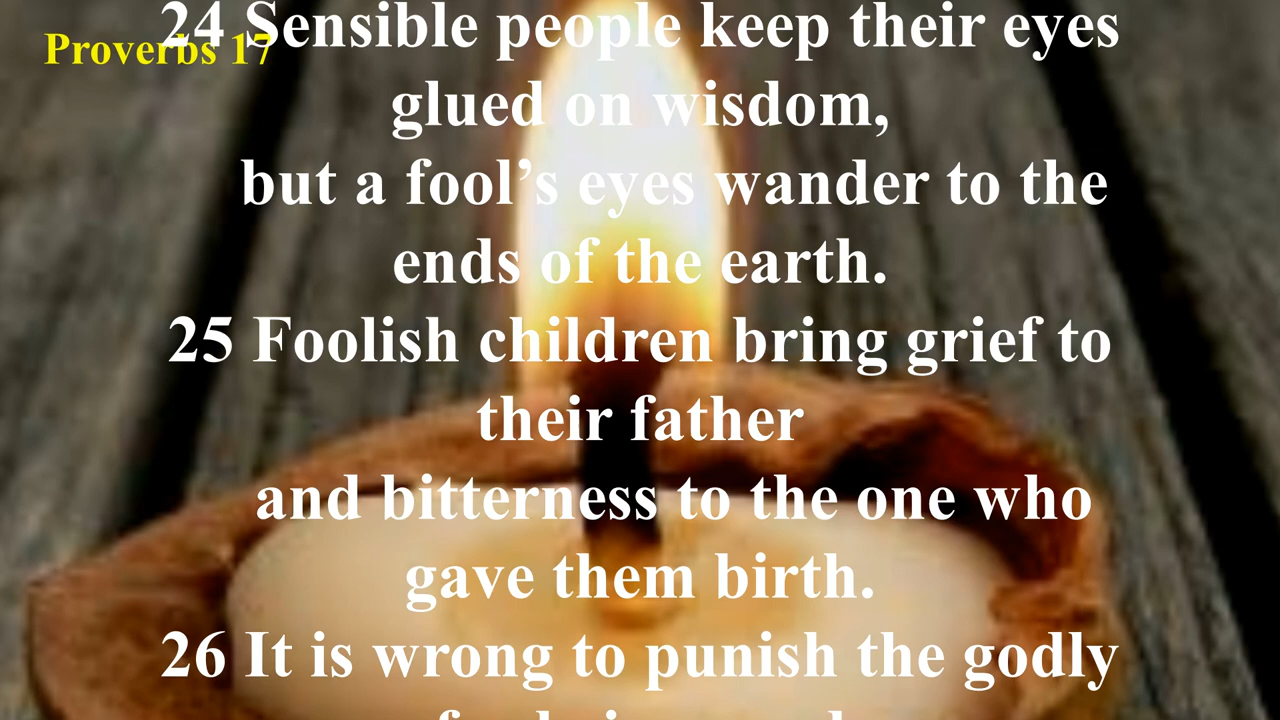 Proverbs 17
24 Sensible people keep their eyes
glued on wisdom,
but a fool’s eyes wander to the
ends of the earth.
25 Foolish children bring grief to
their father
and bitterness to the one who
gave them birth.
26 It is wrong to punish the godly